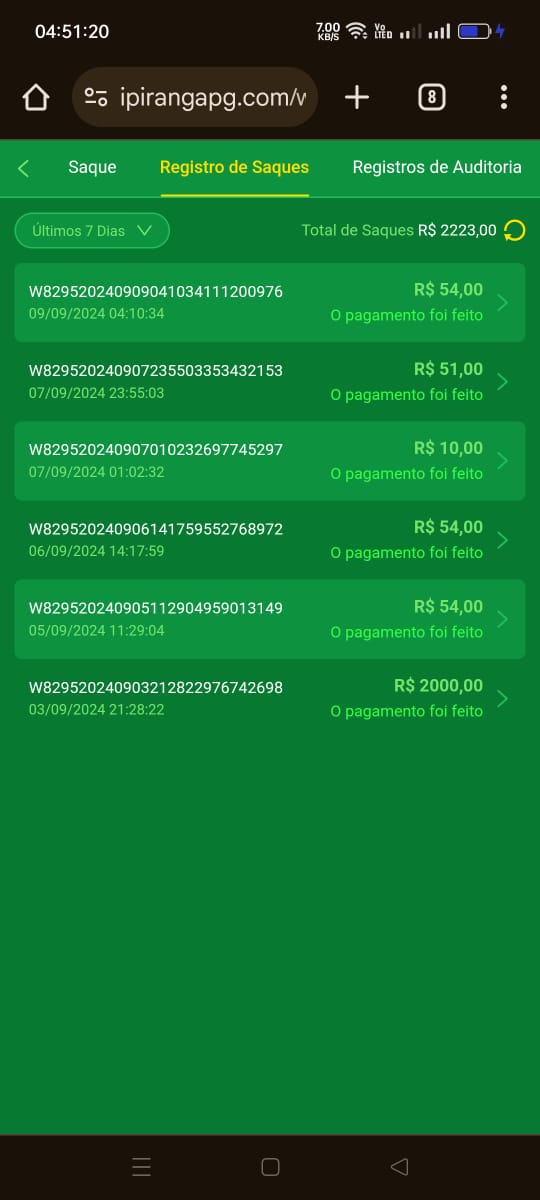 04:51:20
7,00 KB/S Vo LTED
ipirangapg.com/v
8
Saque Registro de Saques Registros de Auditoria
Últimos 7 Dias Total de Saques R$ 2223,00
W829520240909041034111200976 R$ 54,00
09/09/2024 04:10:34 O pagamento foi feito
W829520240907235503353432153 R$ 51,00
07/09/2024 23:55:03 O pagamento foi feito
W829520240907010232697745297 R$ 10,00
07/09/2024 01:02:32 O pagamento foi feito
W829520240906141759552768972 R$ 54,00
06/09/2024 14:17:59 O pagamento foi feito
W829520240905112904959013149 R$ 54,00
05/09/2024 11:29:04 O pagamento foi feito
W829520240903212822976742698 R$ 2000,00
03/09/2024 21:28:22 O pagamento foi feito